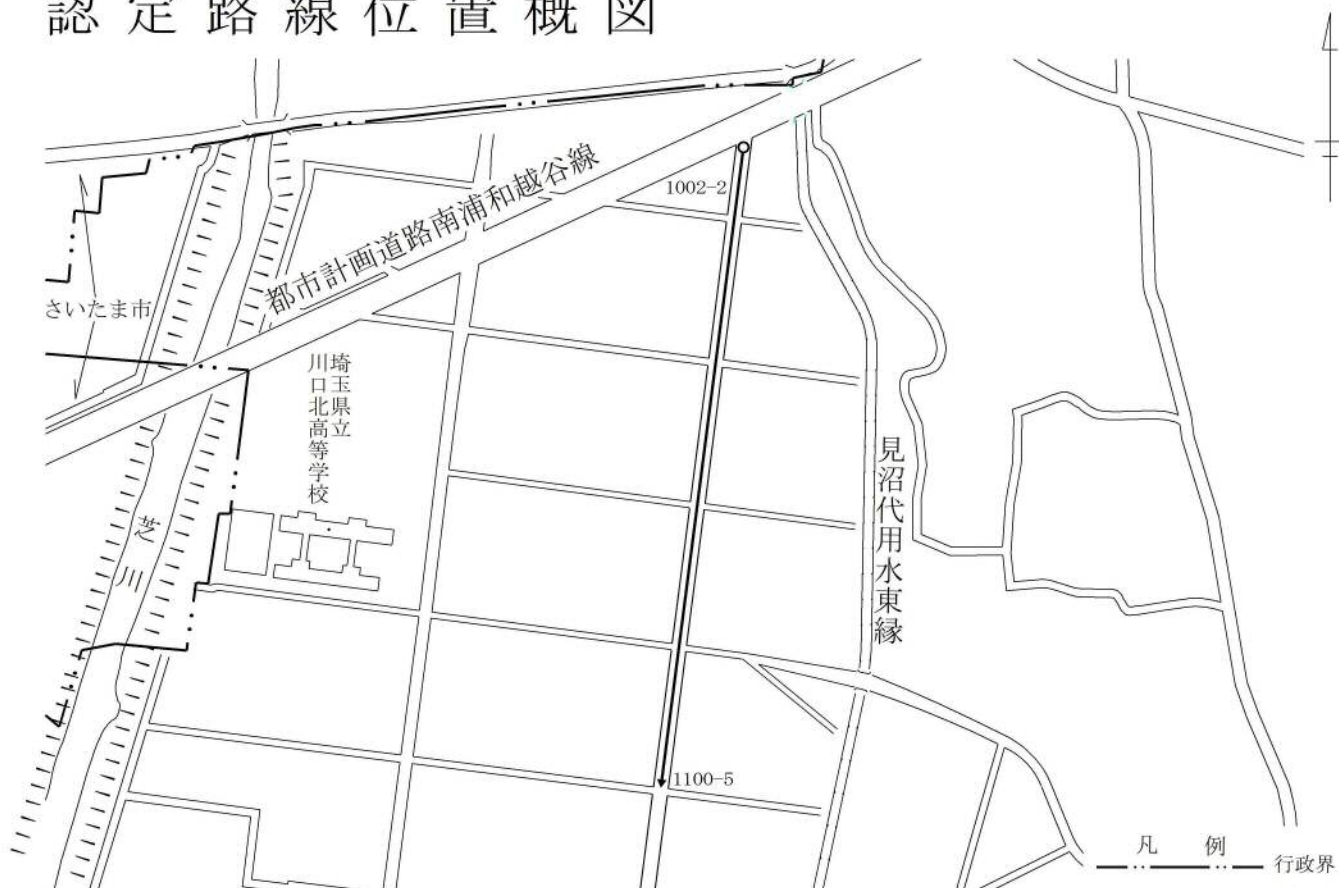 認定路線位置概図
都市計画道路南浦和越谷線
1002-2
さいたま市
埼玉県立
川口北高等学校
見沼代用水東縁
芝川
1100-5
凡例
行政界